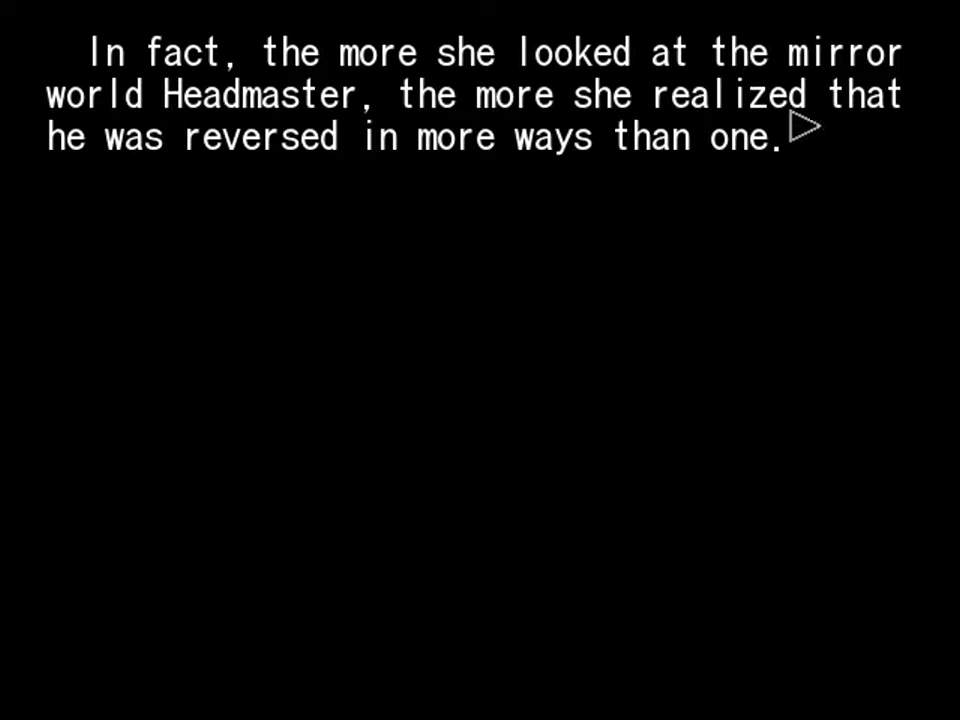 In fact, the more she looked at the mirror
world Headmaster, the more she realized that
he was reversed in more ways than one.